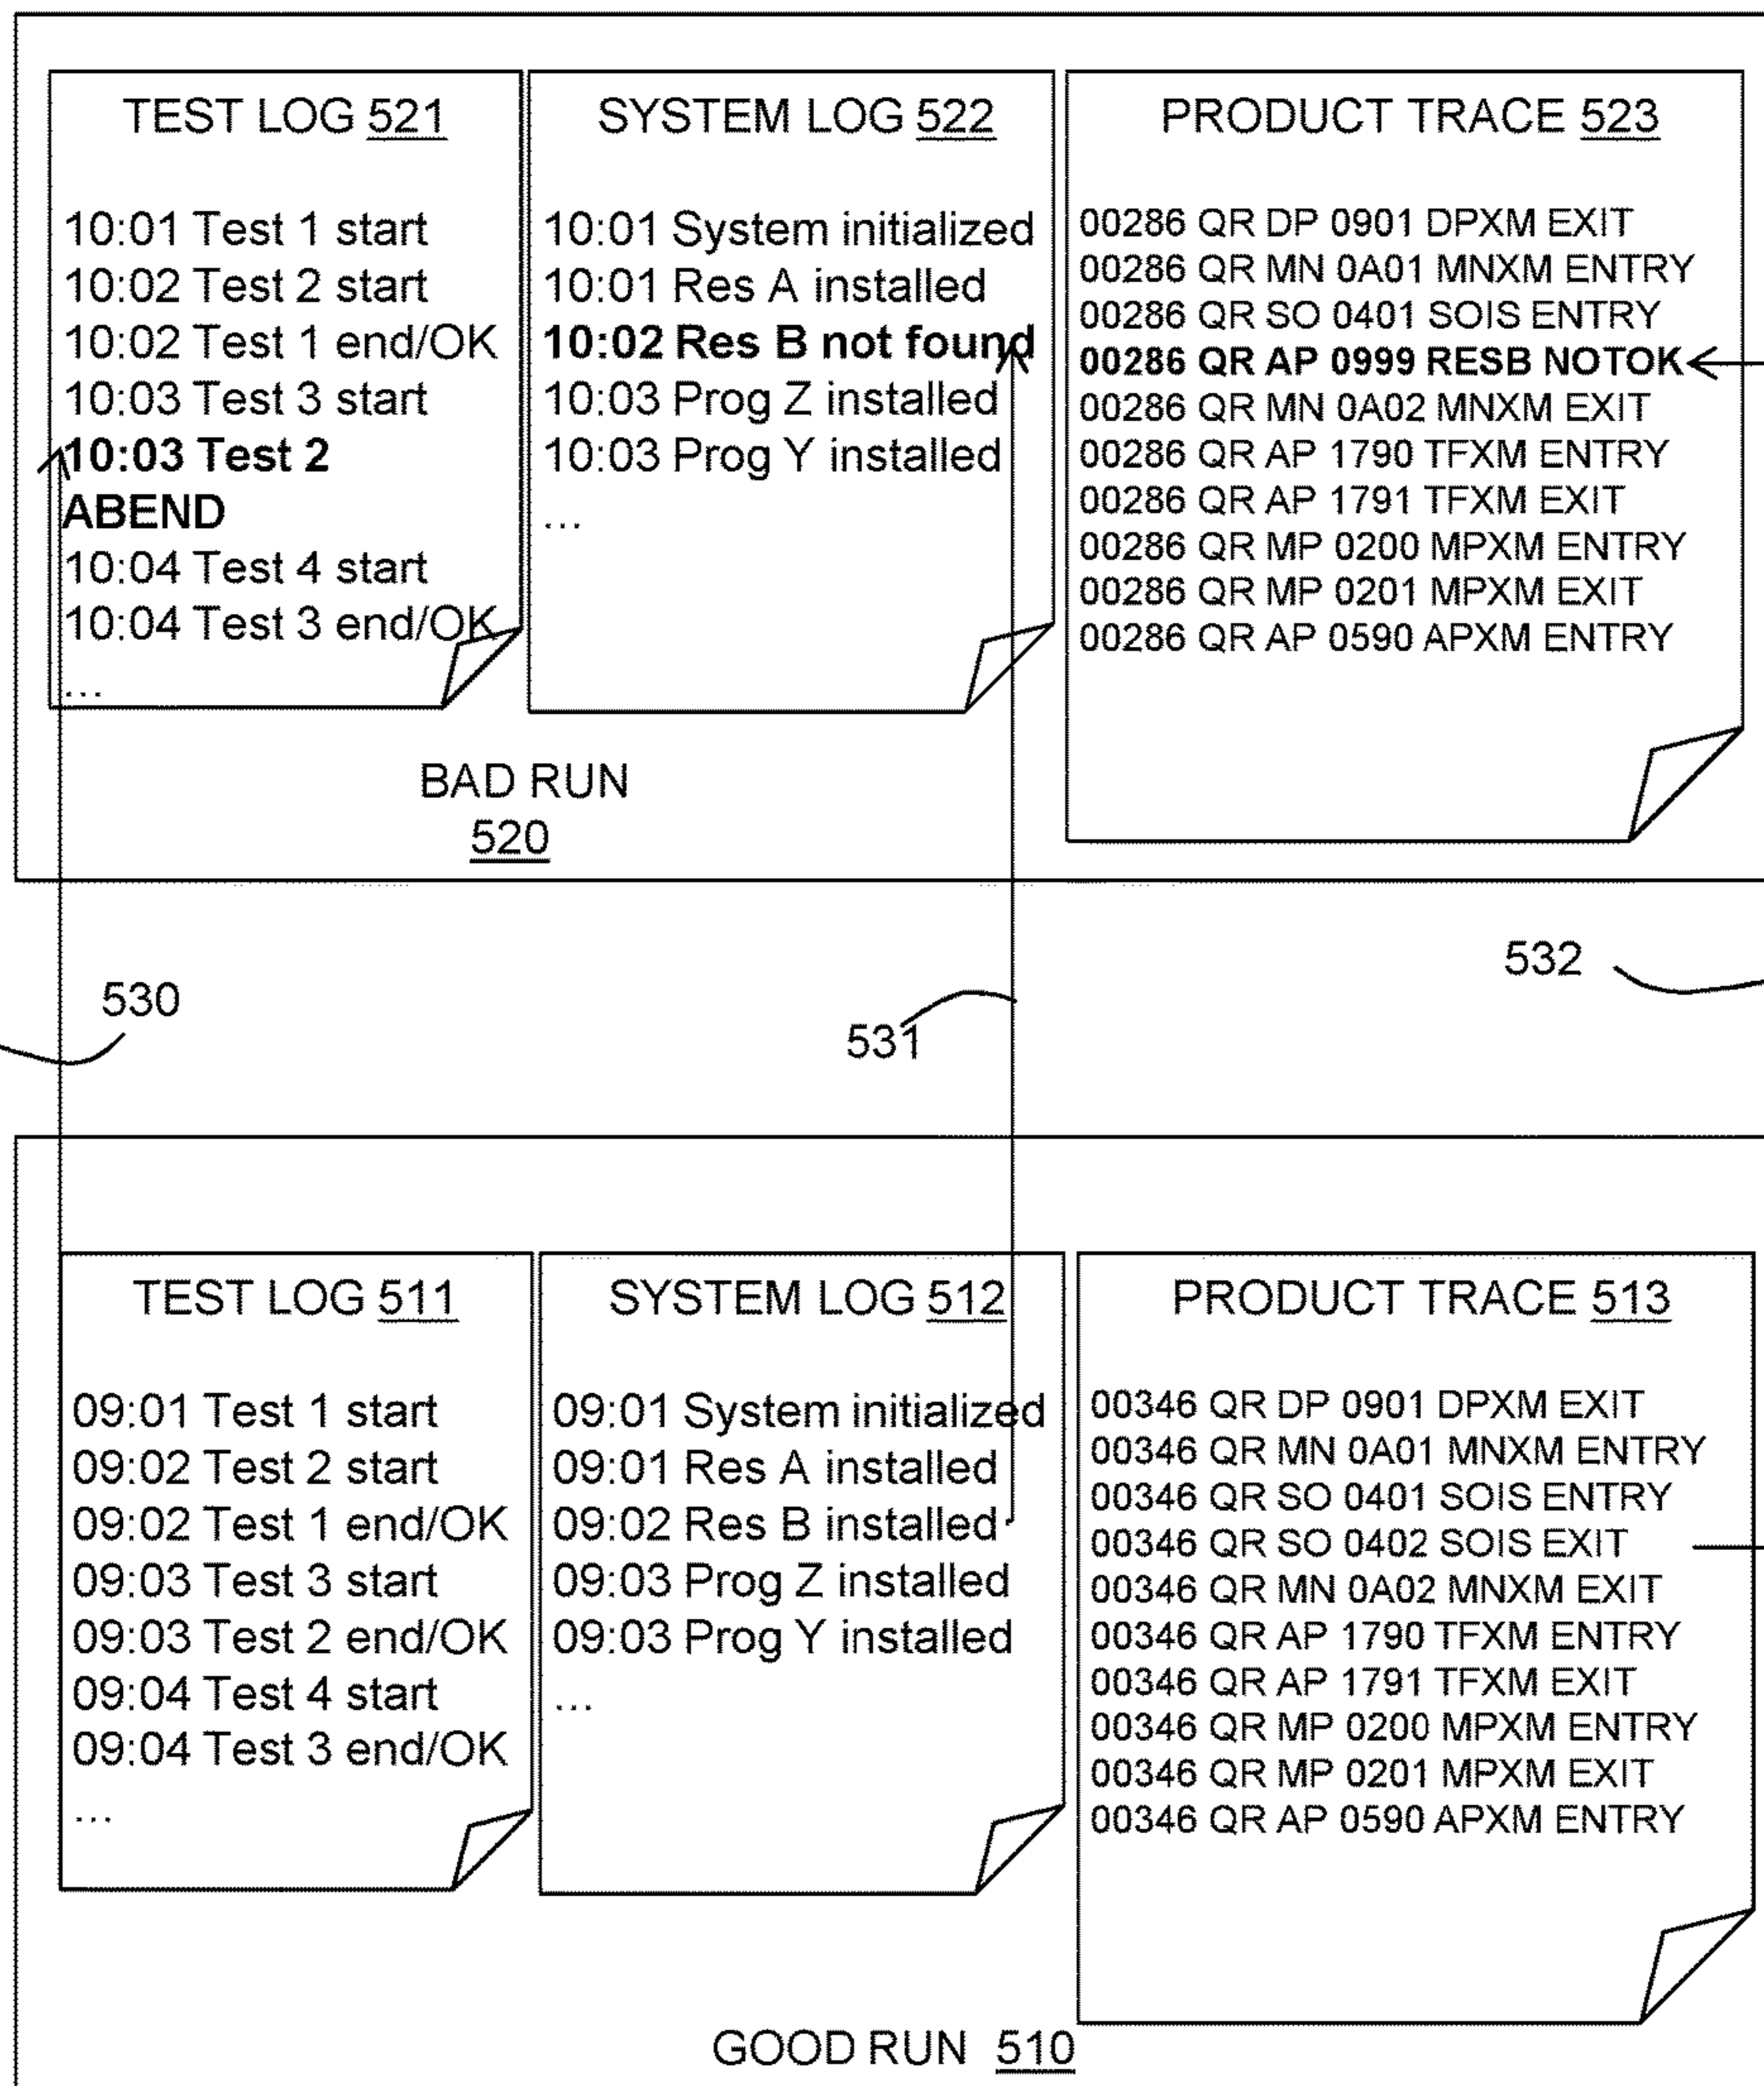 TEST LOG 521
10:01 Test 1 start
10:02 Test 2 start
10:02 Test 1 end/OK
10:03 Test 3 start
10:03 Test 2
ABEND
10:04 Test 4 start
10:04 Test 3 end/OK
...
SYSTEM LOG 522
10:01 System initialized
10:01 Res A installed
10:02 Res B not found
10:03 Prog Z installed
10:03 Prog Y installed
...
PRODUCT TRACE 523
00286 QR DP 0901 DPXM EXIT
00286 QR MN 0A01 MNXM ENTRY
00286 QR SO 0401 SOIS ENTRY
00286 QR AP 0999 RESB NOTOK
00286 QR MN 0A02 MNXM EXIT
00286 QR AP 1790 TFXM ENTRY
00286 QR AP 1791 TFXM EXIT
00286 QR MP 0200 MPXM ENTRY
00286 QR MP 0201 MPXM EXIT
00286 QR AP 0590 APXM ENTRY
BAD RUN
520
530
531
532
TEST LOG 511
09:01 Test 1 start
09:02 Test 2 start
09:02 Test 1 end/OK
09:03 Test 3 start
09:03 Test 2 end/OK
09:04 Test 4 start
09:04 Test 3 end/OK
...
SYSTEM LOG 512
09:01 System initialized
09:01 Res A installed
09:02 Res B installed
09:03 Prog Z installed
09:03 Prog Y installed
...
PRODUCT TRACE 513
00346 QR DP 0901 DPXM EXIT
00346 QR MN 0A01 MNXM ENTRY
00346 QR SO 0401 SOIS ENTRY
00346 QR SO 0402 SOIS EXIT
00346 QR MN 0A02 MNXM EXIT
00346 QR AP 1790 TFXM ENTRY
00346 QR AP 1791 TFXM EXIT
00346 QR MP 0200 MPXM ENTRY
00346 QR MP 0201 MPXM EXIT
00346 QR AP 0590 APXM ENTRY
GOOD RUN 510